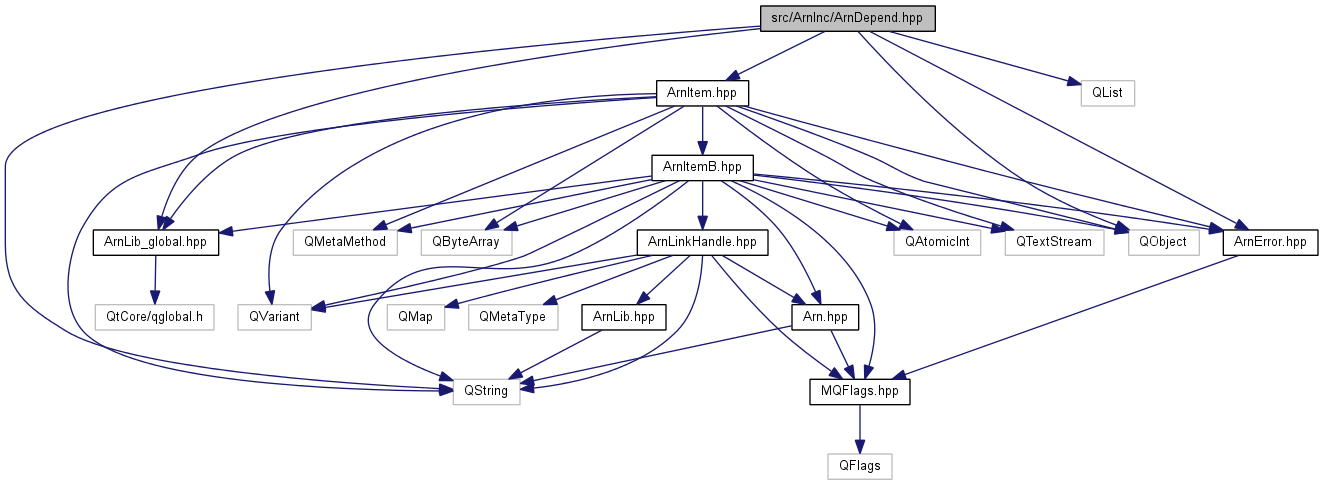 src/ArnInc/ArnDepend.hpp
ArnItem.hpp
QList
ArnItemB.hpp
ArnLib_global.hpp
QMetaMethod
QByteArray
ArnLinkHandle.hpp
QAtomicInt
QTextStream
QObject
ArnError.hpp
QtCore/qglobal.h
QVariant
QMap
QMetaType
ArnLib.hpp
Arn.hpp
QString
MQFlags.hpp
QFlags